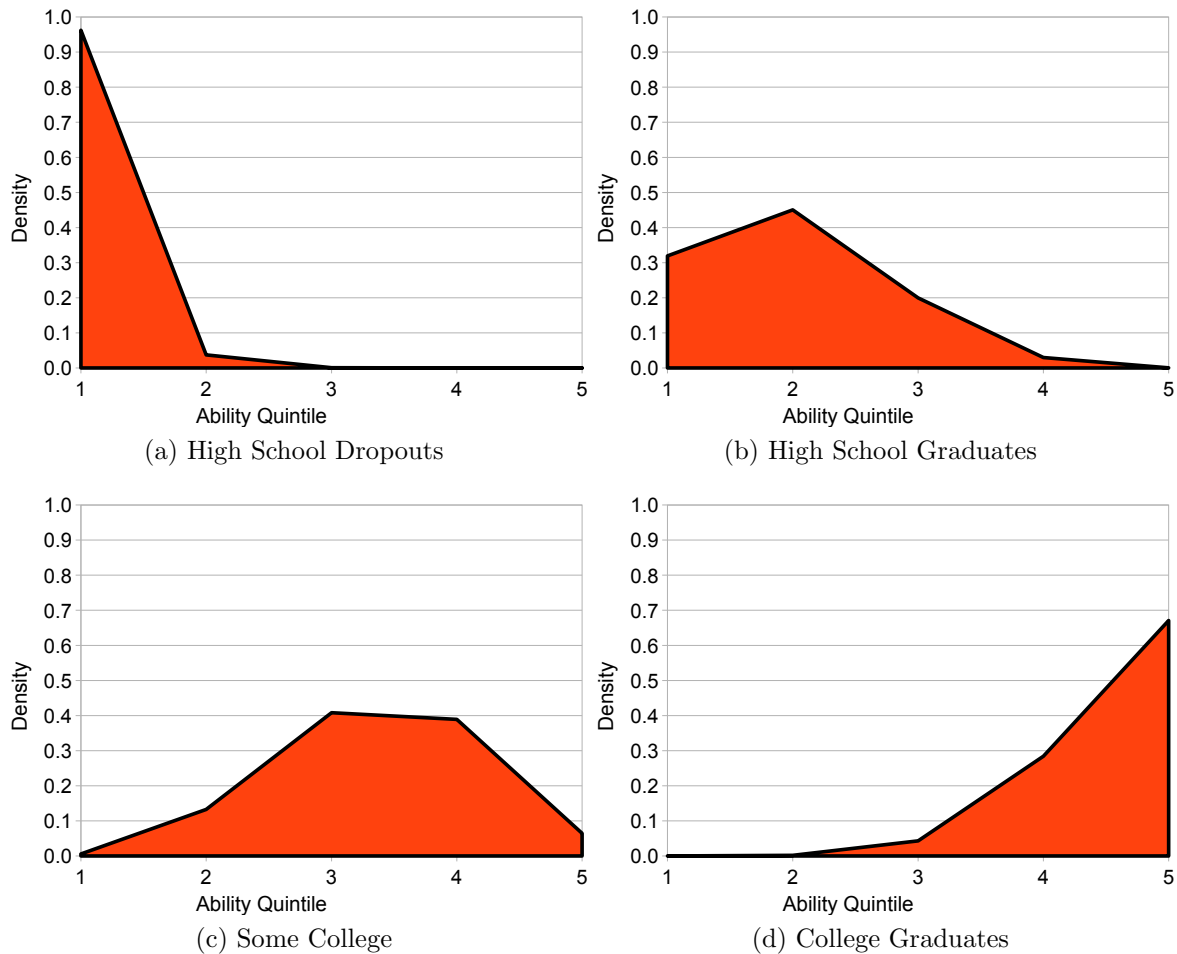 1.0
0.9
0.8
0.7
0.6
0.5
0.4
0.3
0.2
0.1
0.0
Density
1 2 3 4 5
Ability Quintile
(a) High School Dropouts
1.0
0.9
0.8
0.7
0.6
0.5
0.4
0.3
0.2
0.1
0.0
Density
1 2 3 4 5
Ability Quintile
(b) High School Graduates
1.0
0.9
0.8
0.7
0.6
0.5
0.4
0.3
0.2
0.1
0.0
Density
1 2 3 4 5
Ability Quintile
(c) Some College
1.0
0.9
0.8
0.7
0.6
0.5
0.4
0.3
0.2
0.1
0.0
Density
1 2 3 4 5
Ability Quintile
(d) College Graduates